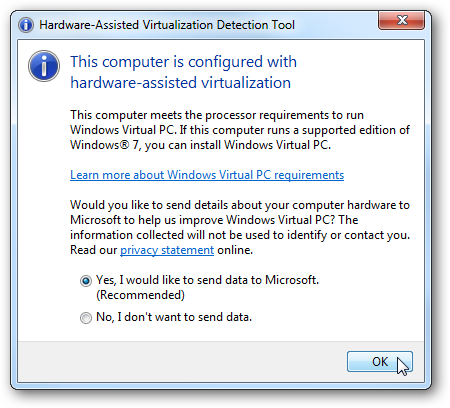 Hardware-Assisted Virtualization Detection Tool
This computer is configured with
hardware-assisted virtualization
This computer meets the processor requirements to run
Windows Virtual PC. If this computer runs a supported edition of
Windows® 7, you can install Windows Virtual PC.
Learn more about Windows Virtual PC requirements
Would you like to send details about your computer hardware to
Microsoft to help us improve Windows Virtual PC? The
information collected will not be used to identify or contact you.
Read our privacy statement online.
Yes, I would like to send data to Microsoft.
(Recommended)
No, I don't want to send data.
OK